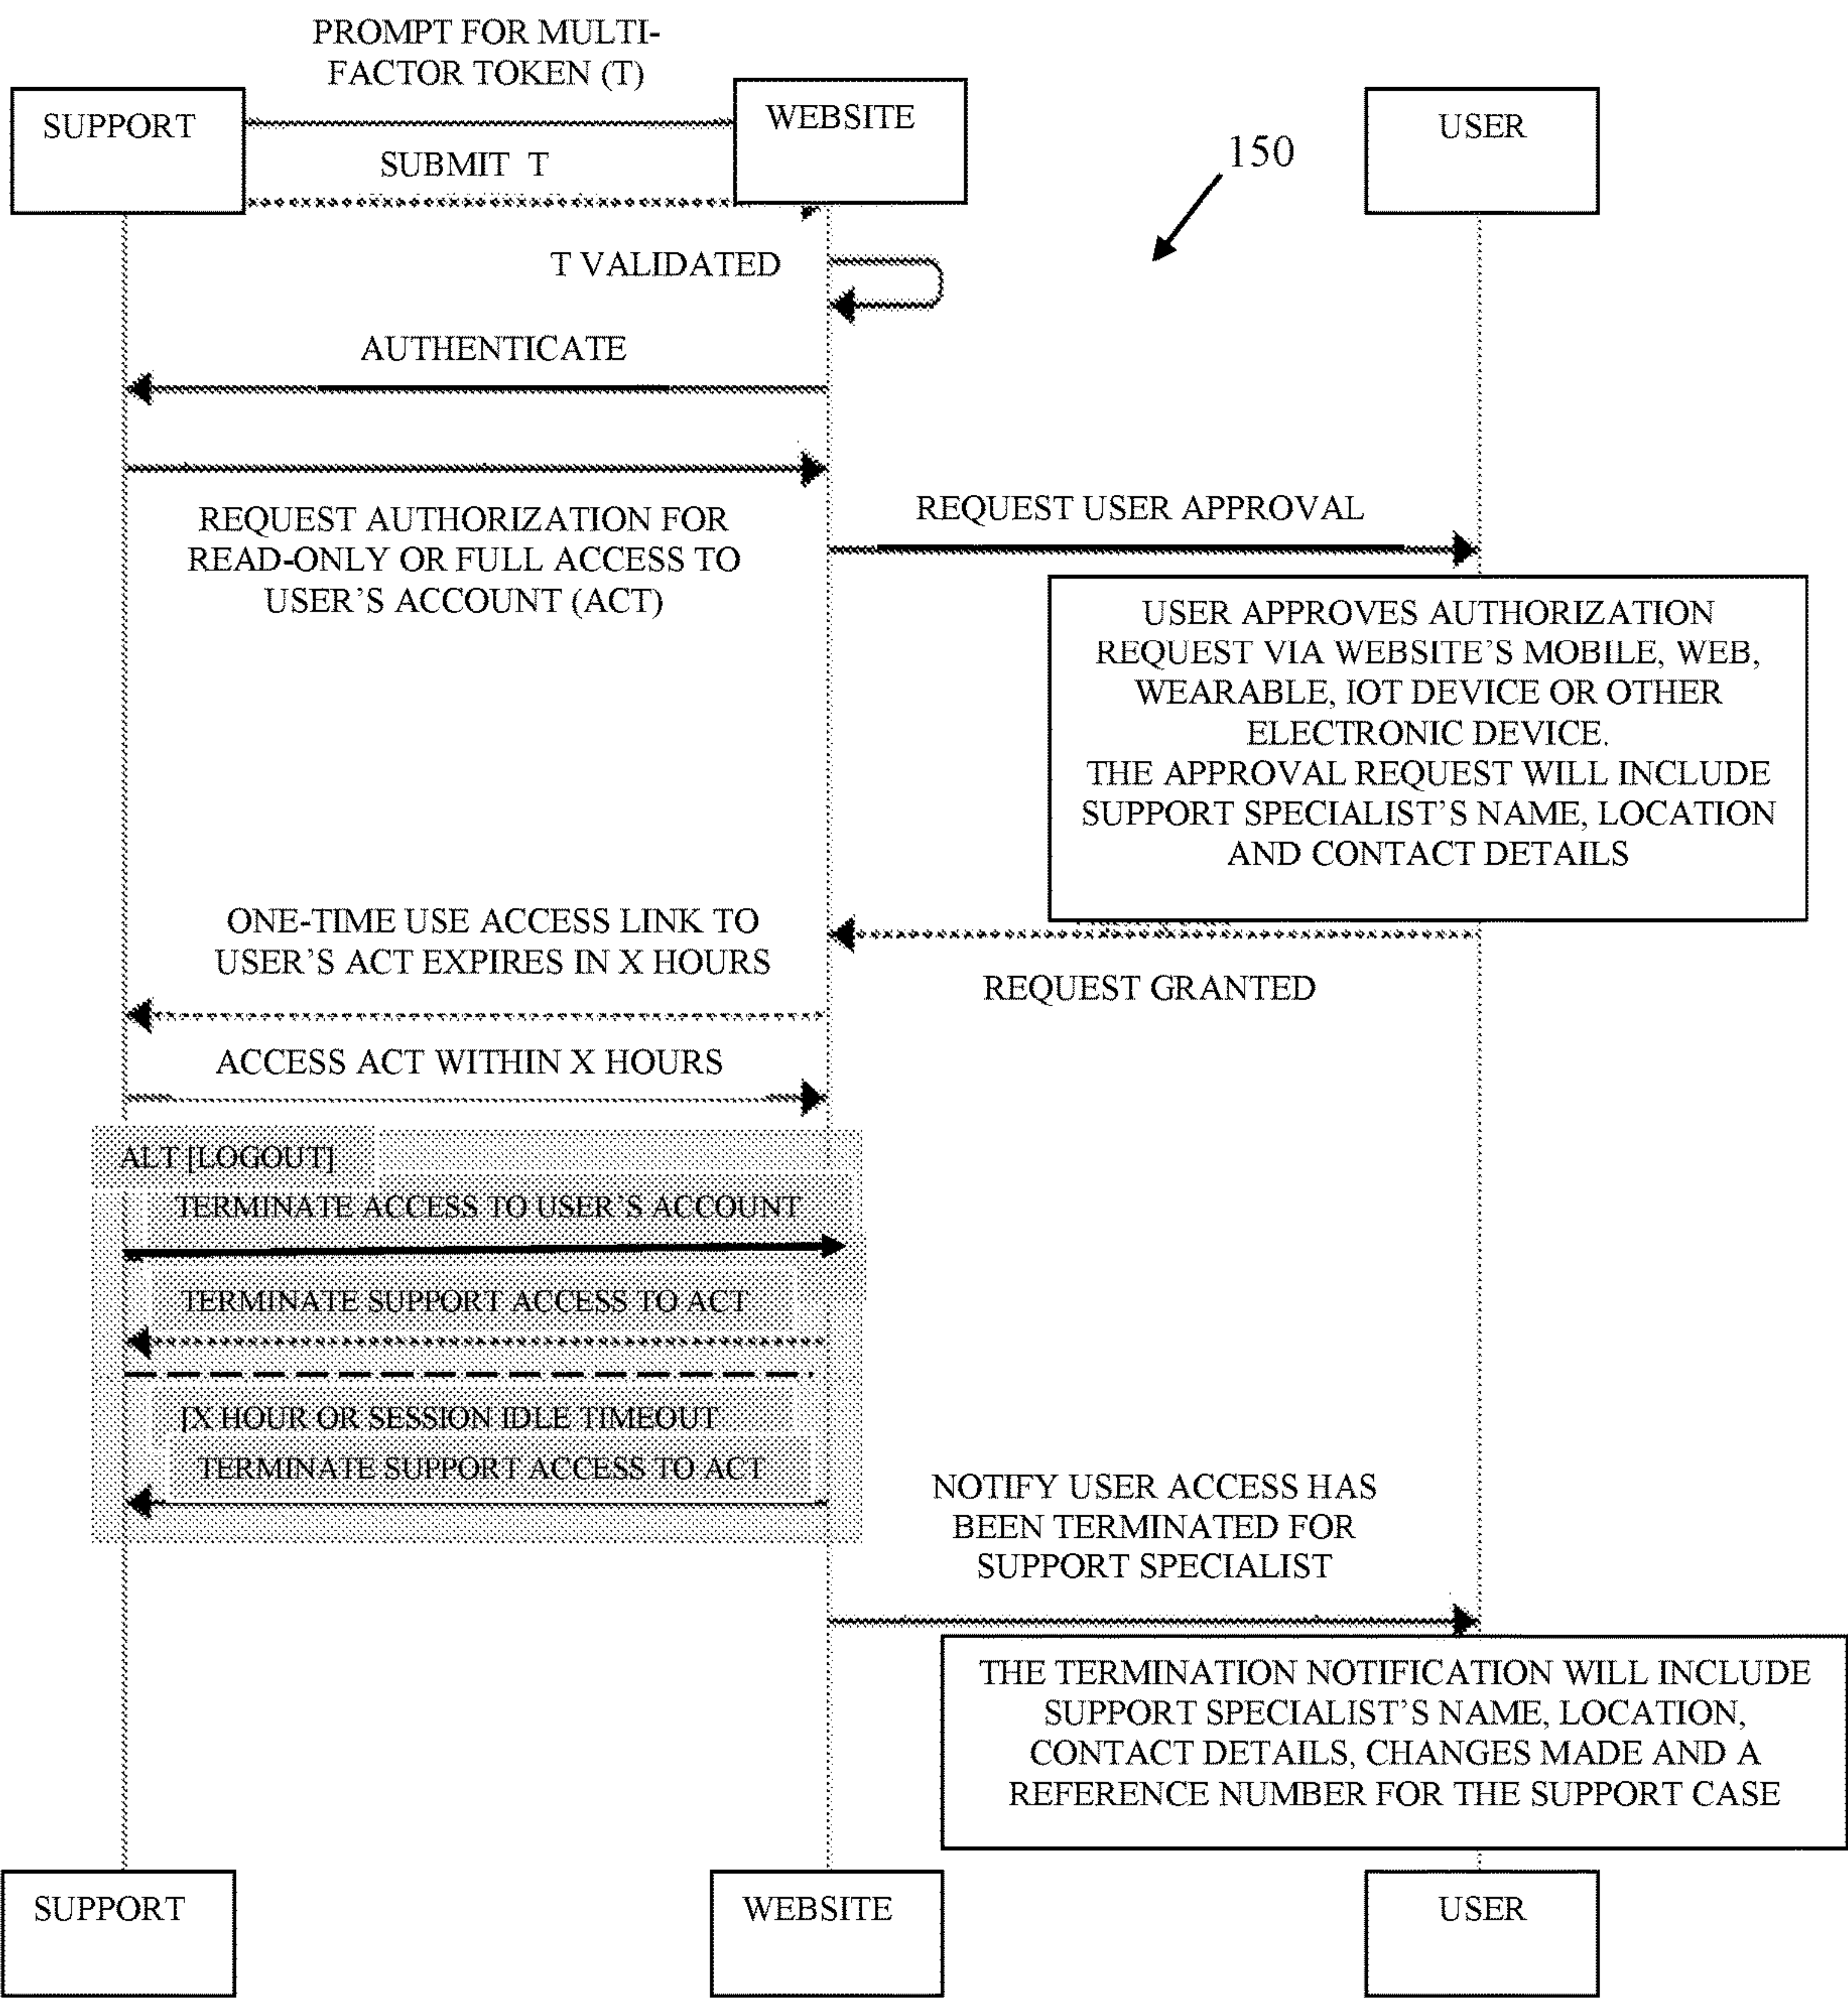 PROMPT FOR MULTI-
FACTOR TOKEN (T)
SUPPORT
WEBSITE
USER
SUBMIT T
150
T VALIDATED
AUTHENTICATE
REQUEST AUTHORIZATION FOR
READ-ONLY OR FULL ACCESS TO
USER'S ACCOUNT (ACT)
REQUEST USER APPROVAL
USER APPROVES AUTHORIZATION
REQUEST VIA WEBSITE'S MOBILE, WEB,
WEARABLE, IOT DEVICE OR OTHER
ELECTRONIC DEVICE.
THE APPROVAL REQUEST WILL INCLUDE
SUPPORT SPECIALIST'S NAME, LOCATION
AND CONTACT DETAILS
ONE-TIME USE ACCESS LINK TO
USER'S ACT EXPIRES IN X HOURS
REQUEST GRANTED
ACCESS ACT WITHIN X HOURS
ALT [LOGOUT]
TERMINATE ACCESS TO USER'S ACCOUNT
TERMINATE SUPPORT ACCESS TO ACT
[X HOUR OR SESSION IDLE TIMEOUT
TERMINATE SUPPORT ACCESS TO ACT
NOTIFY USER ACCESS HAS
BEEN TERMINATED FOR
SUPPORT SPECIALIST
THE TERMINATION NOTIFICATION WILL INCLUDE
SUPPORT SPECIALIST'S NAME, LOCATION,
CONTACT DETAILS, CHANGES MADE AND A
REFERENCE NUMBER FOR THE SUPPORT CASE
SUPPORT
WEBSITE
USER